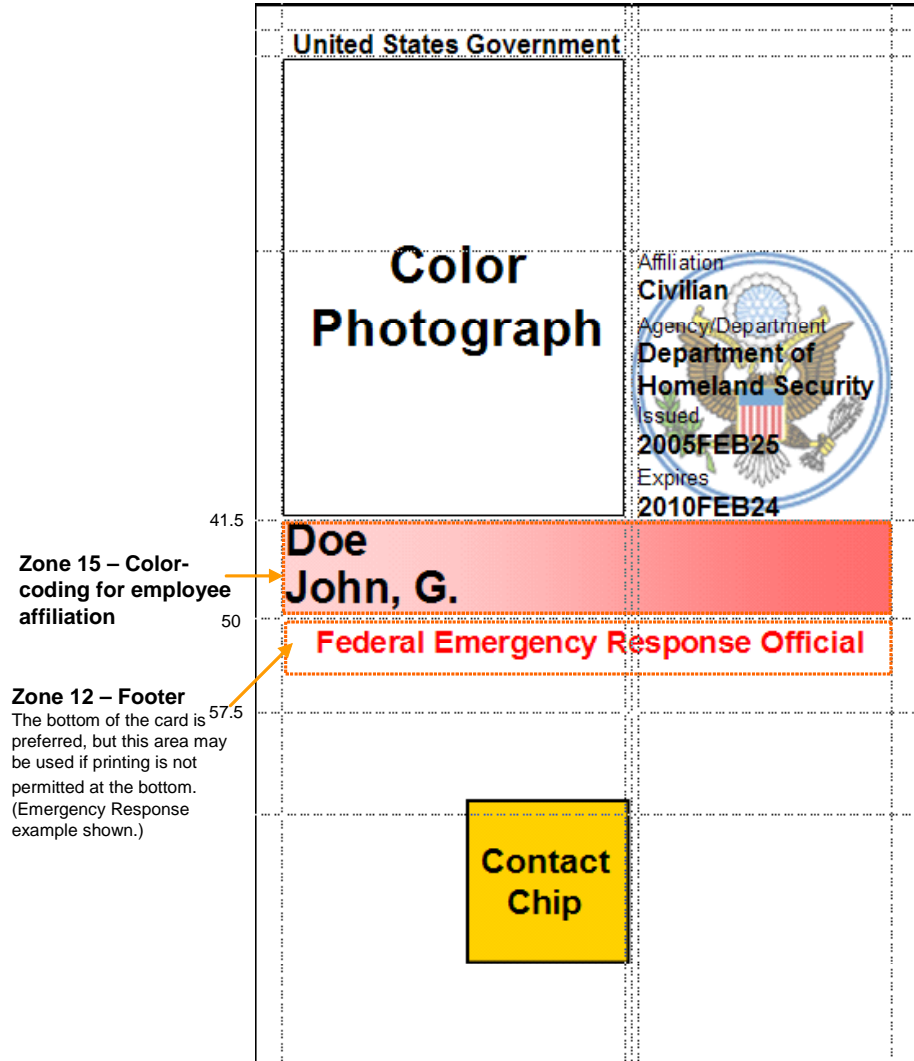 United States Government
Color
Photograph
Affiliation
Civilian
Agency/Department
Department of
Homeland Security
Issued
2005FEB25
Expires
2010FEB24
41.5
Doe
John, G.
Zone 15 – Color-
coding for employee
affiliation
50
Federal Emergency Response Official
Zone 12 – Footer
57.5
The bottom of the card is
preferred, but this area may
be used if printing is not
permitted at the bottom.
(Emergency Response
example shown.)
Contact
Chip